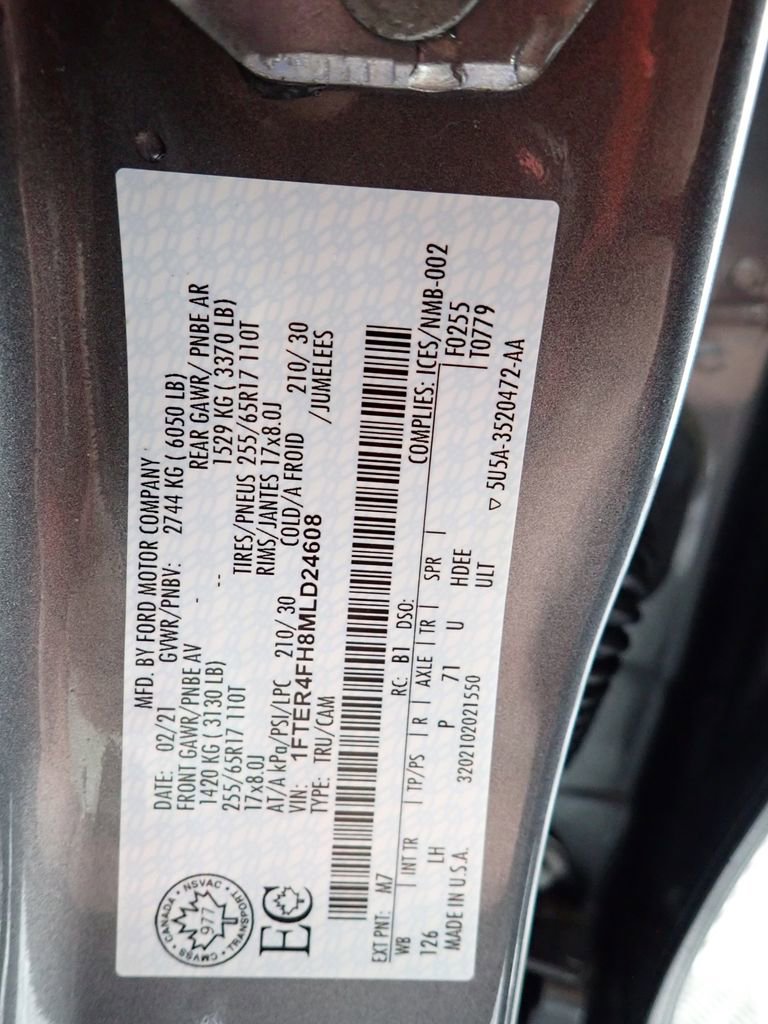 MFD. BY FORD MOTOR COMPANY
DATE: 02/21 GVWR/PNBV: 2744 KG ( 6050 LB)
FRONT GAWR/PNBE AV REAR GAWR/ PNBE AR
1420 KG ( 3130 LB) - 1529 KG ( 3370 LB)
255/65R17 110T -- TIRES/PNEUS 255/65R17 110T
17x8.0J RIMS/JANTES 17x8.0J
AT/A kPa/PSI/LPC 210/ 30 COLD/A FROID 210/ 30
VIN: 1FTER4FH8MLD24608 /JUMELEES
TYPE: TRU/CAM
CANADA • NSVAC • TRANSPORT • CMVSS •
977
EC
EXT PNT: M7 RC: B1 DSO: COMPLIES: ICES/NMB-002
WB INT TR TP/PS R AXLE TR SPR F0255
126 LH P 71 U HDEE T0779
ULT
MADE IN U.S.A. 3202102021550 ▽ 5U5A-3520472-AA